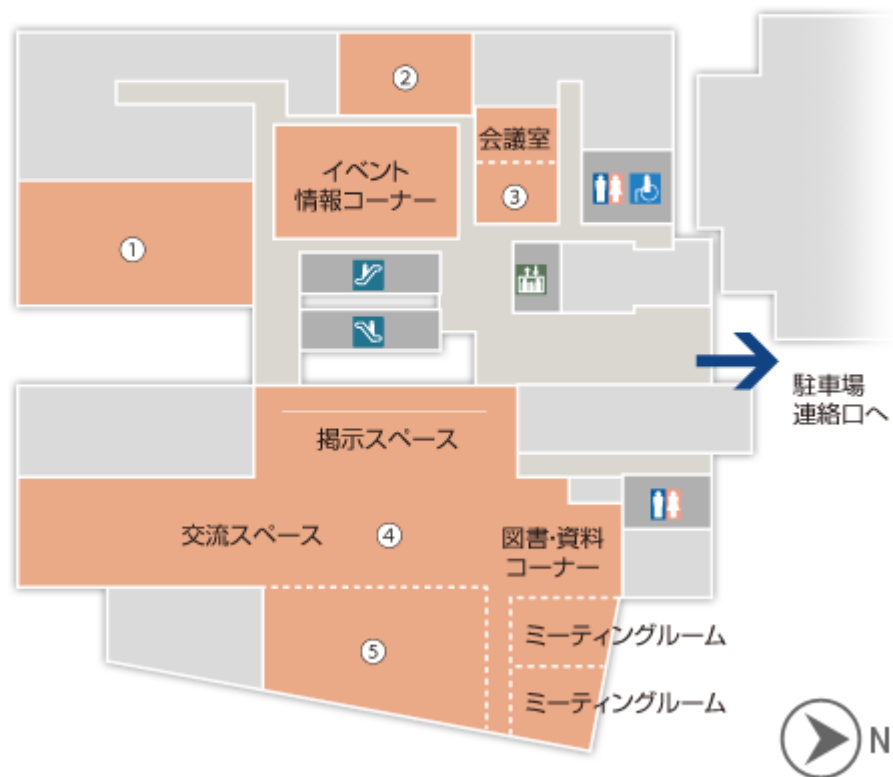 ②
会議室
イベント
情報コーナー
③
①
駐車場
連絡口へ
掲示スペース
交流スペース
④
図書・資料
コーナー
⑤
ミーティングルーム
ミーティングルーム
N